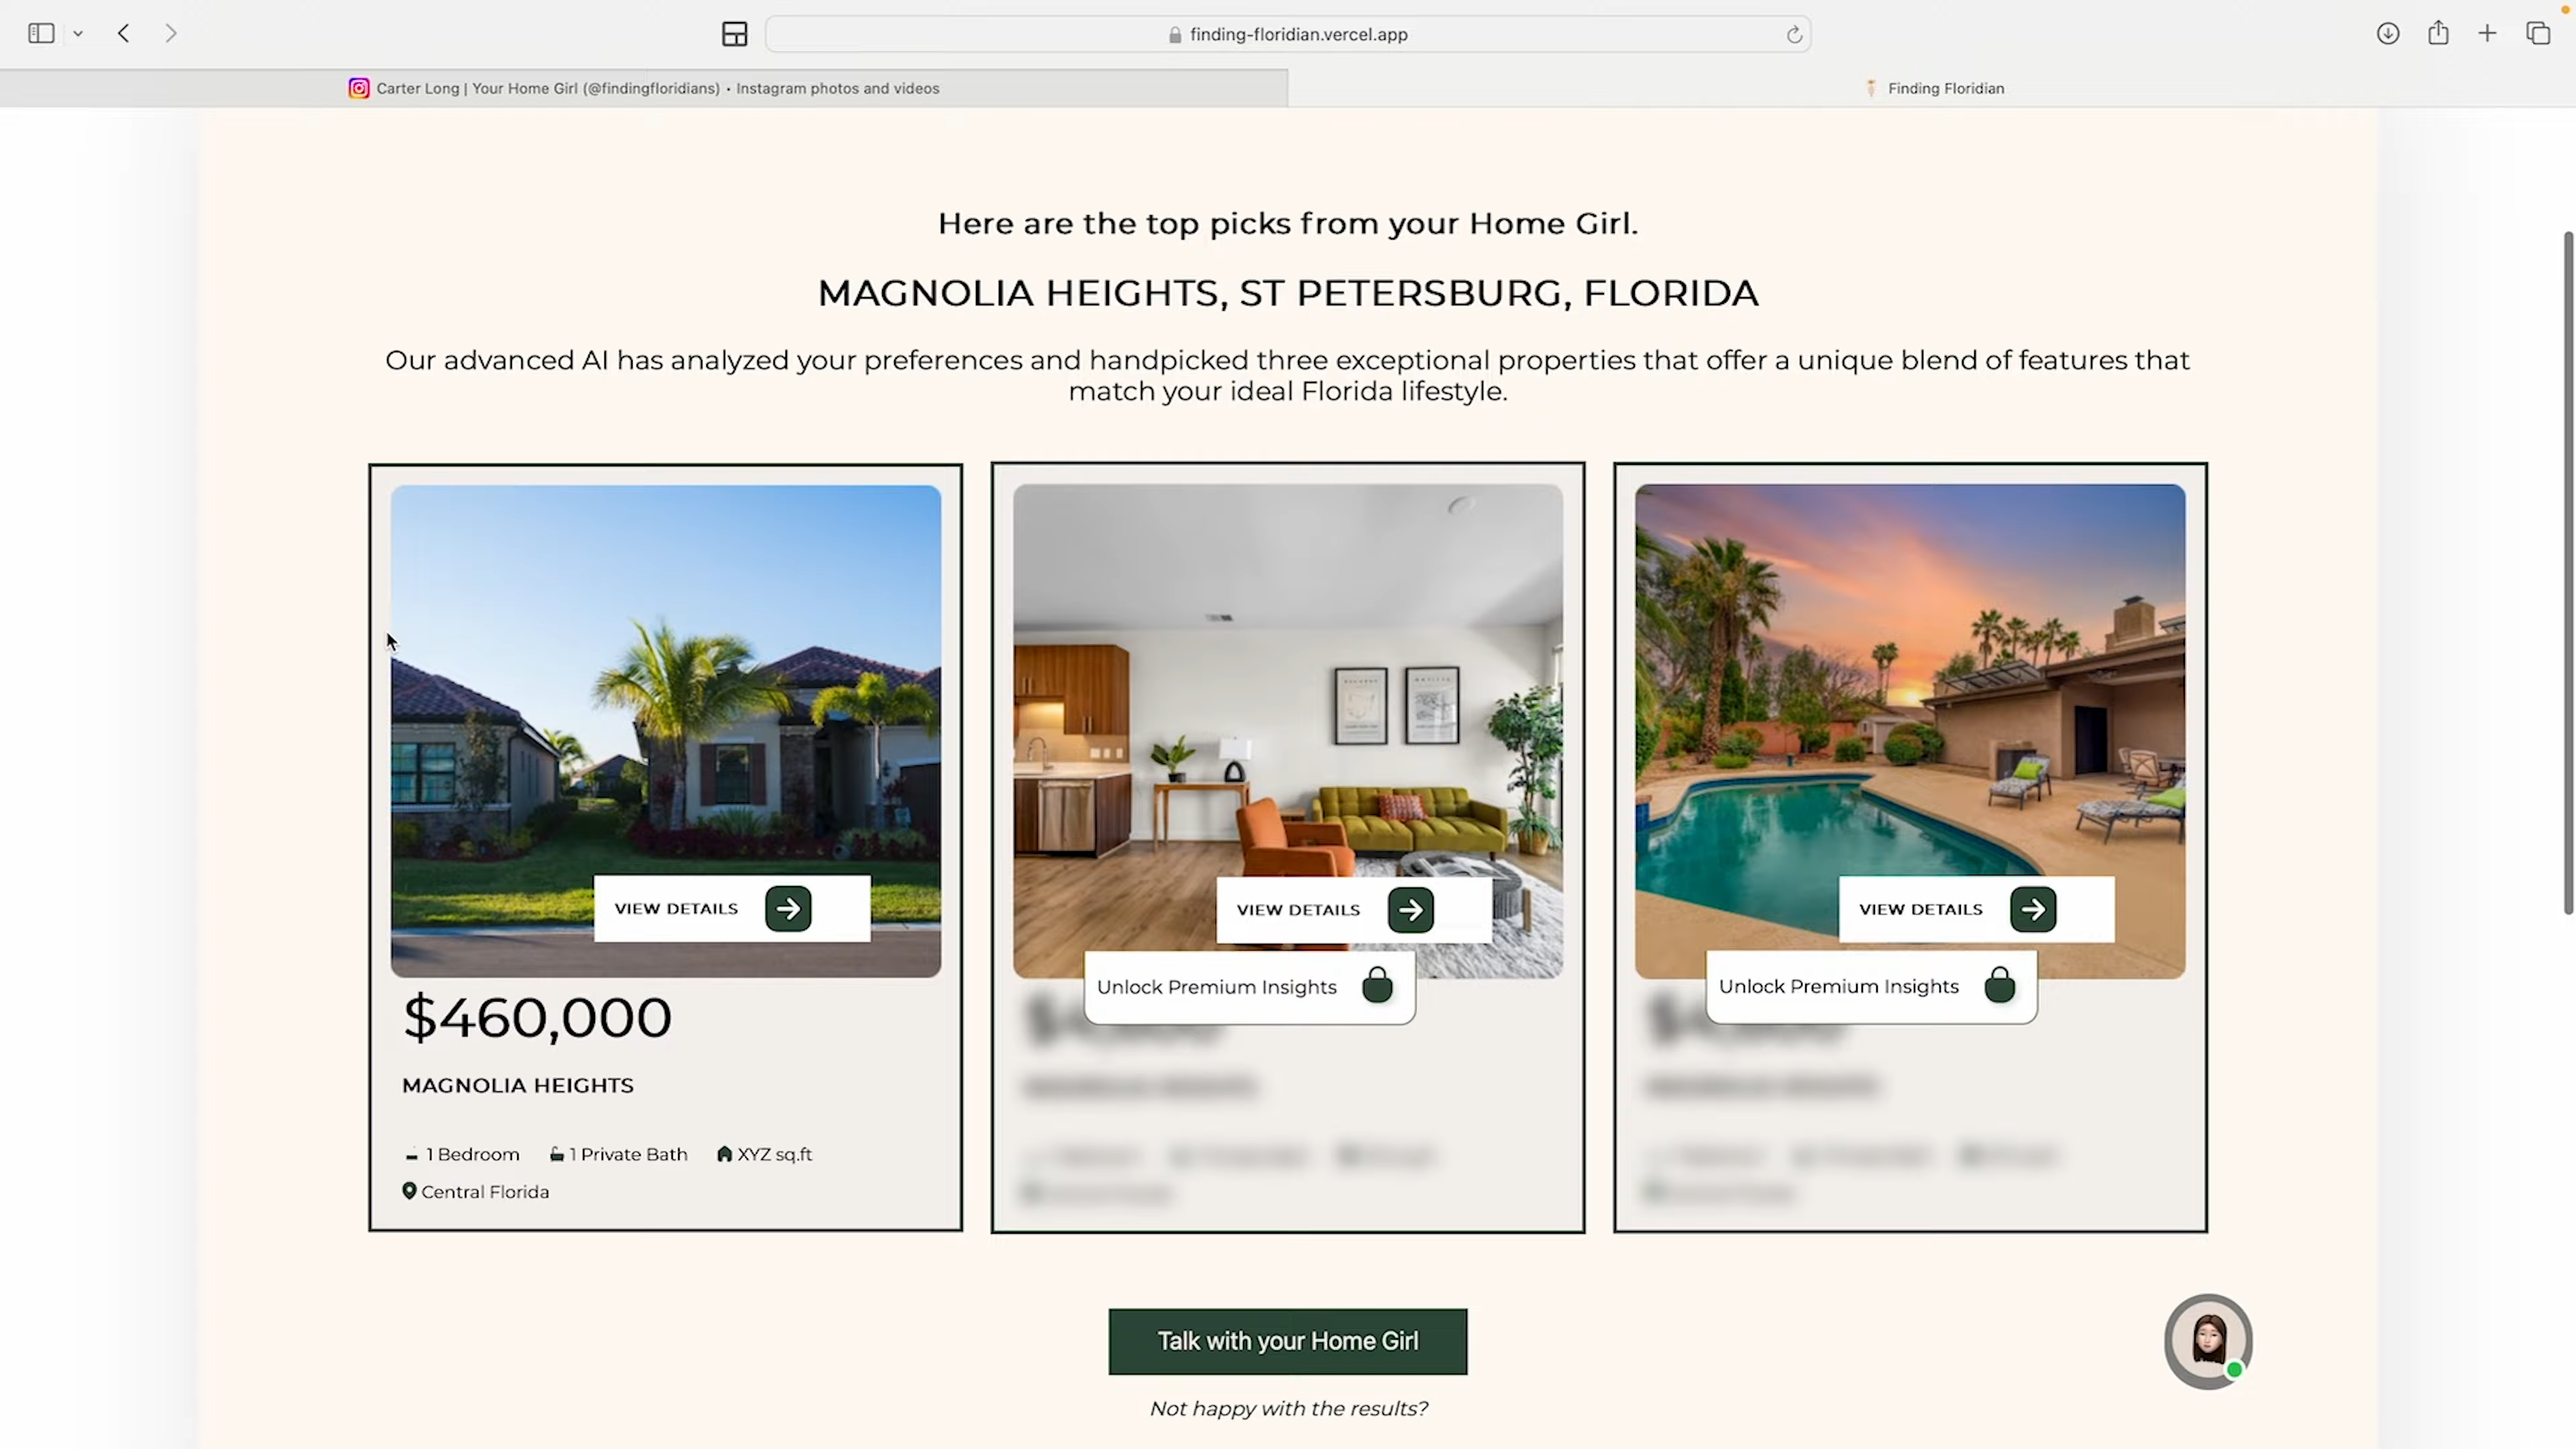 finding-floridian.vercel.app
Carter Long | Your Home Girl (@findingfloridians) • Instagram photos and videos
Finding Floridian
Here are the top picks from your Home Girl.
MAGNOLIA HEIGHTS, ST PETERSBURG, FLORIDA
Our advanced AI has analyzed your preferences and handpicked three exceptional properties that offer a unique blend of features that
match your ideal Florida lifestyle.
VIEW DETAILS
$460,000
MAGNOLIA HEIGHTS
1 Bedroom 1 Private Bath XYZ sq.ft
Central Florida
VIEW DETAILS
Unlock Premium Insights
VIEW DETAILS
Unlock Premium Insights
Talk with your Home Girl
Not happy with the results?